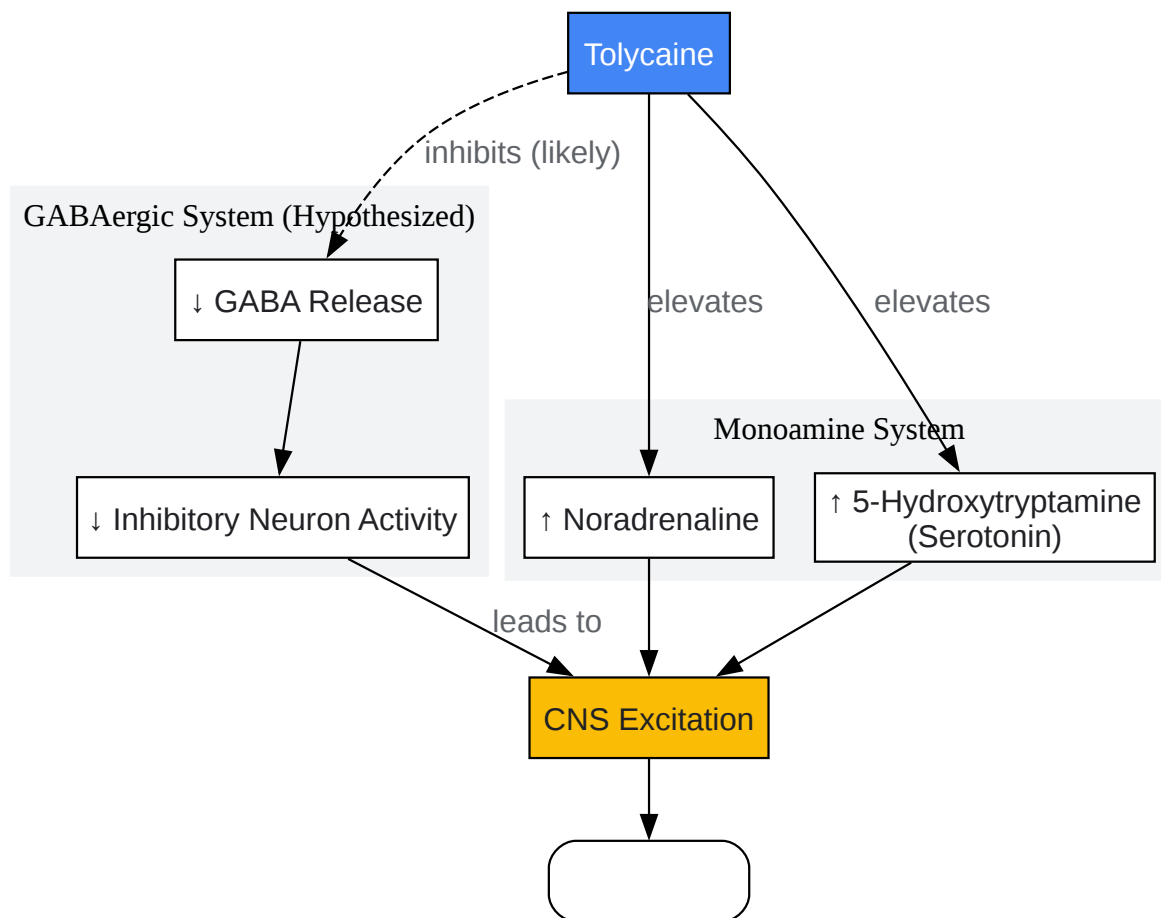 Tolycaine
inhibits (likely)
GABAergic System (Hypothesized)
↓ GABA Release
elevates
elevates
Monoamine System
↓ Inhibitory Neuron Activity
↑ Noradrenaline
↑ 5-Hydroxytryptamine
(Serotonin)
leads to
CNS Excitation